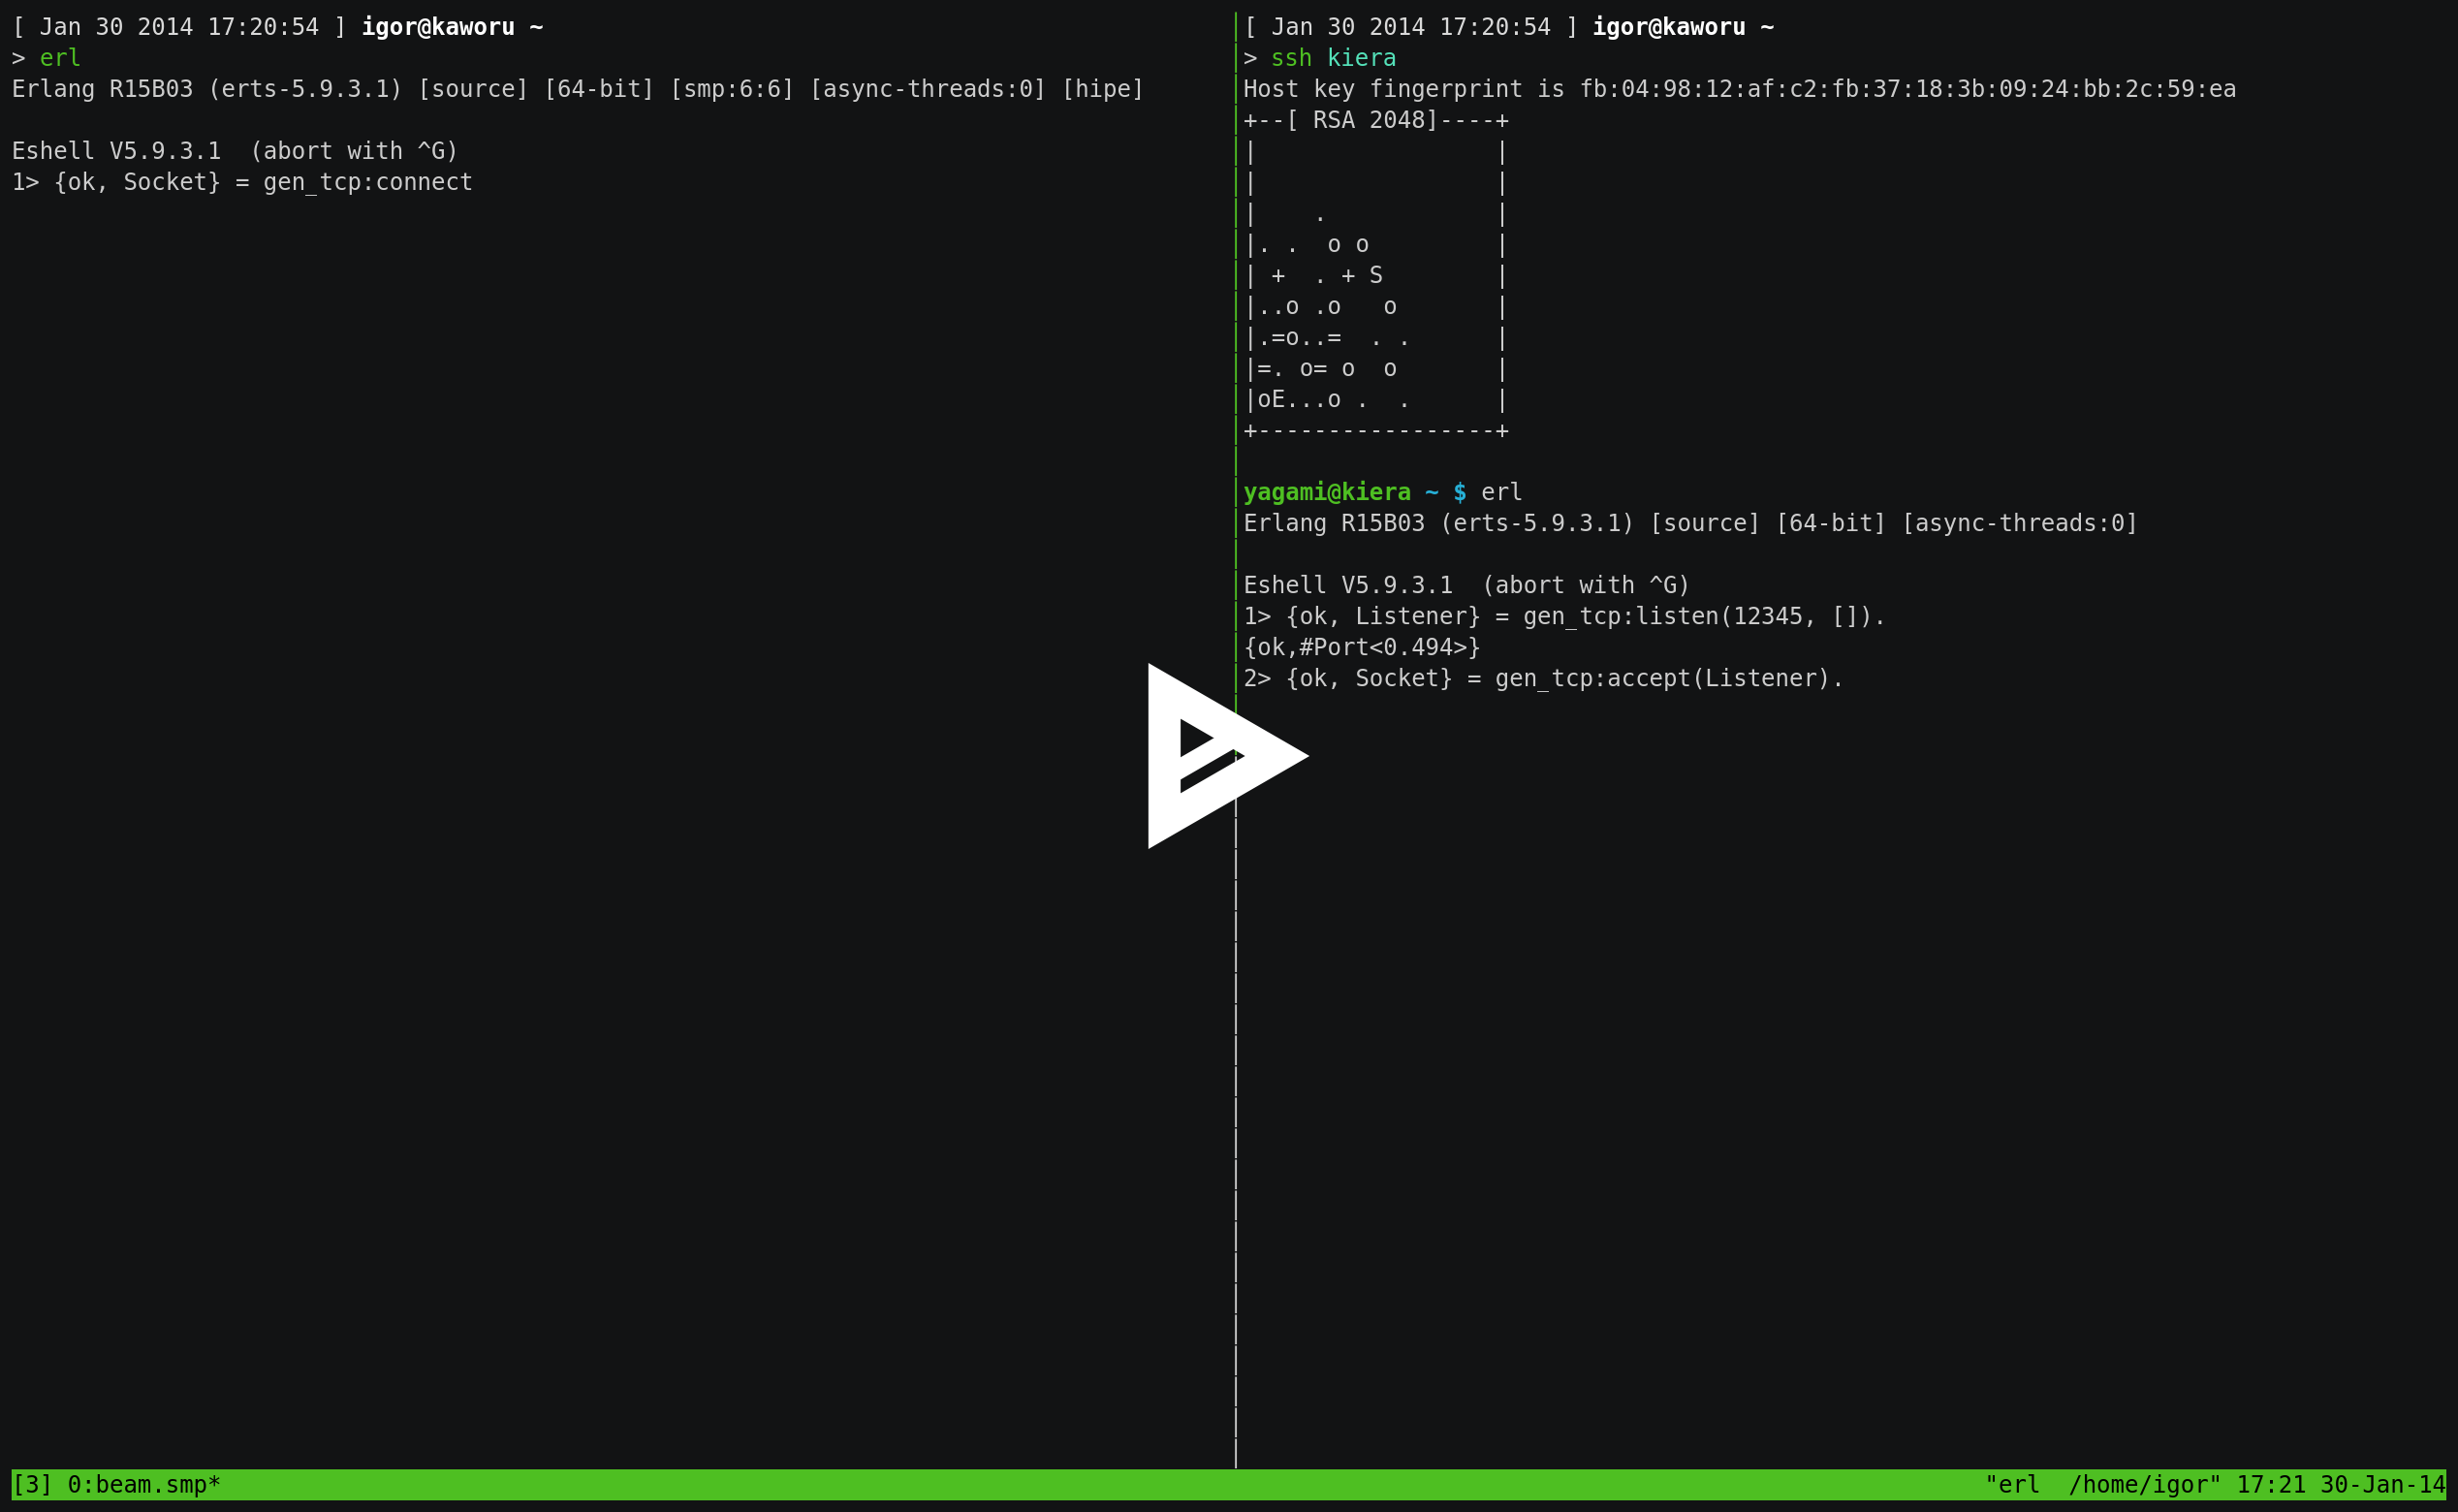 [ Jan 30 2014 17:20:54 ] igor@kaworu ~
> erl
Erlang R15B03 (erts-5.9.3.1) [source] [64-bit] [smp:6:6] [async-threads:0] [hipe]

Eshell V5.9.3.1  (abort with ^G)
1> {ok, Socket} = gen_tcp:connect
[ Jan 30 2014 17:20:54 ] igor@kaworu ~
> ssh kiera
Host key fingerprint is fb:04:98:12:af:c2:fb:37:18:3b:09:24:bb:2c:59:ea
+--[ RSA 2048]----+
|                 |
|                 |
|    .            |
|. .  o o         |
| +  . + S        |
|..o .o   o       |
|.=o..=  . .      |
|=. o= o  o       |
|oE...o .  .      |
+-----------------+

yagami@kiera ~ $ erl
Erlang R15B03 (erts-5.9.3.1) [source] [64-bit] [async-threads:0]

Eshell V5.9.3.1  (abort with ^G)
1> {ok, Listener} = gen_tcp:listen(12345, []).
{ok,#Port<0.494>}
2> {ok, Socket} = gen_tcp:accept(Listener).
[3] 0:beam.smp*
"erl  /home/igor" 17:21 30-Jan-14